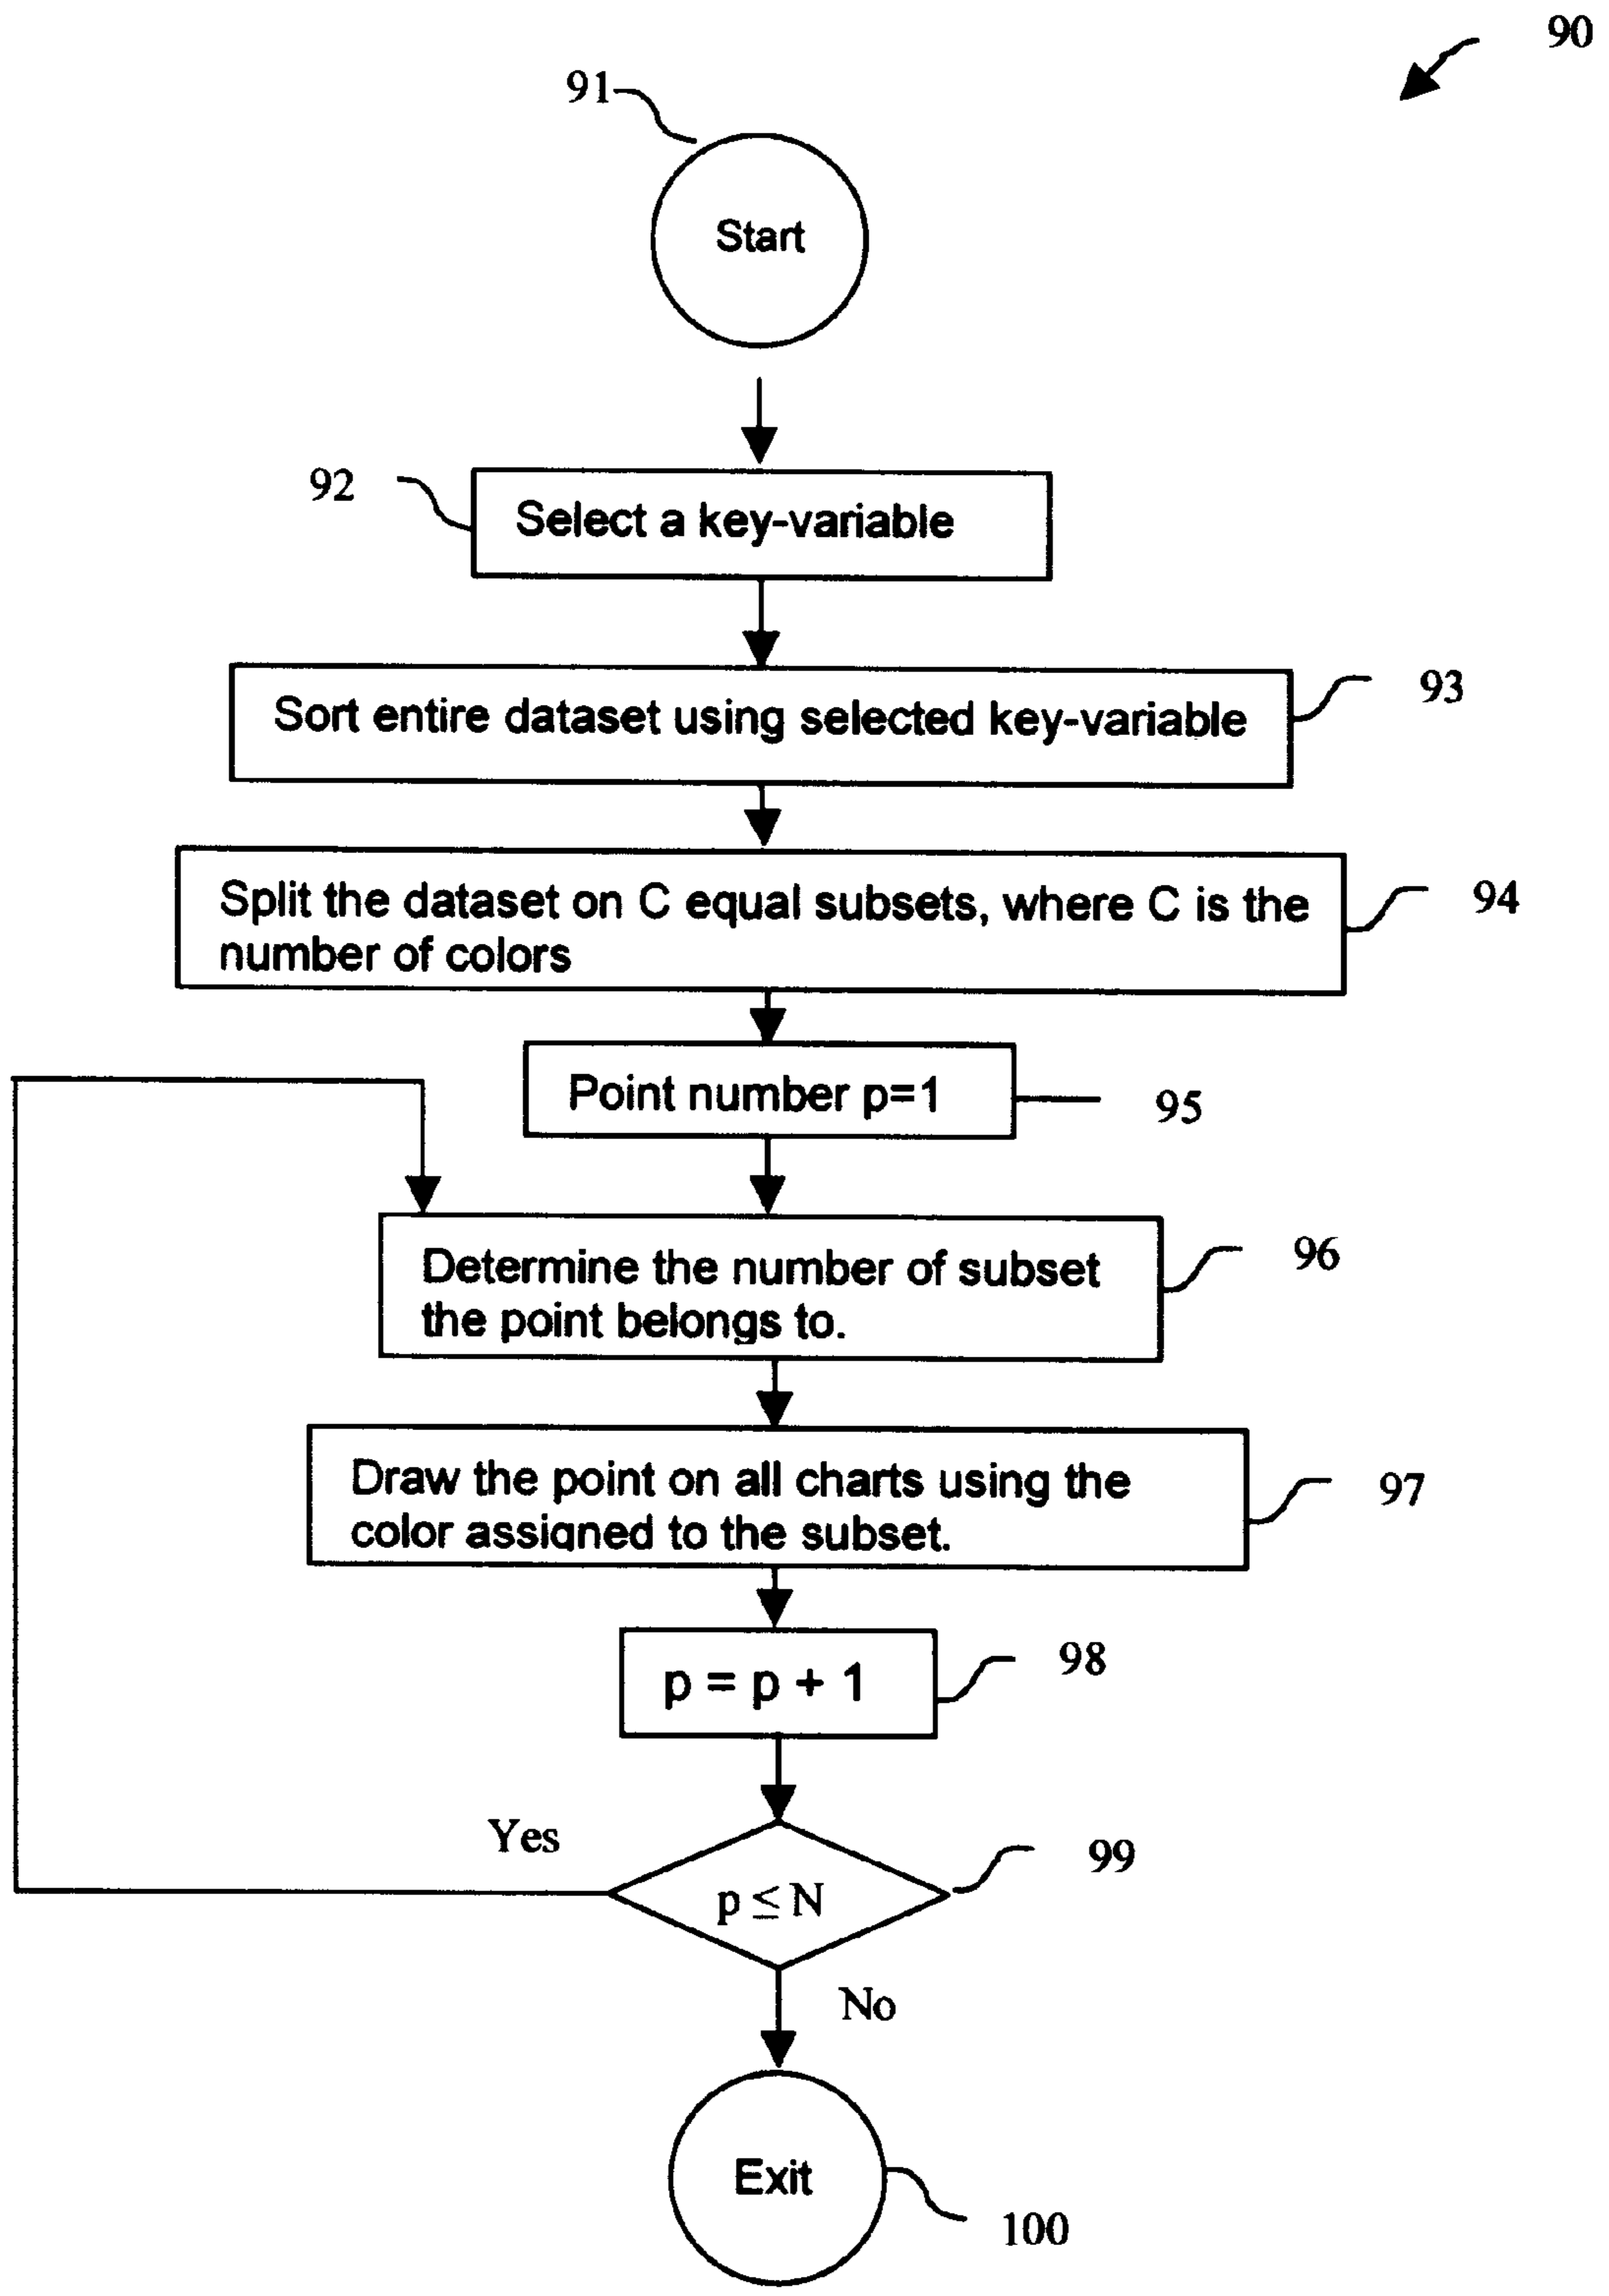 90
91
Start
92
Select a key-variable
Sort entire dataset using selected key-variable
93
Split the dataset on C equal subsets, where C is the
number of colors
94
Point number p=1
95
Determine the number of subset
the point belongs to.
96
Draw the point on all charts using the
color assigned to the subset.
97
p = p + 1
98
Yes
p ≤ N
99
No
Exit
100